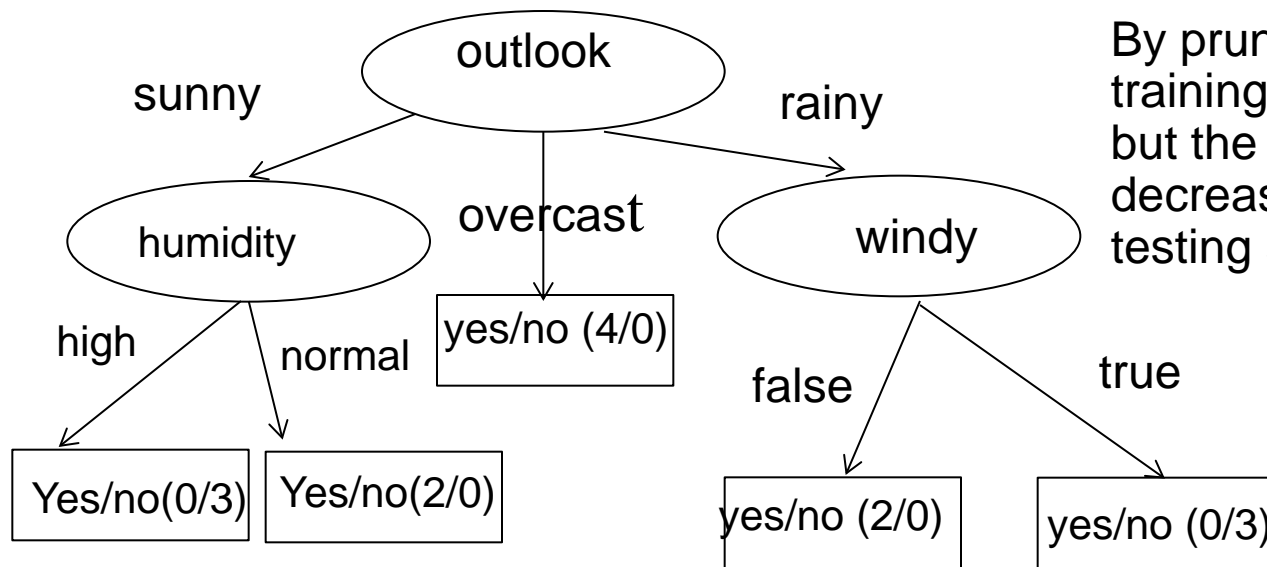 outlook
sunny
rainy
By prun
training
but the
decreas
testing
humidity
overcast
windy
high
normal
yes/no (4/0)
false
true
Yes/no(0/3)
Yes/no(2/0)
yes/no (2/0)
yes/no (0/3)